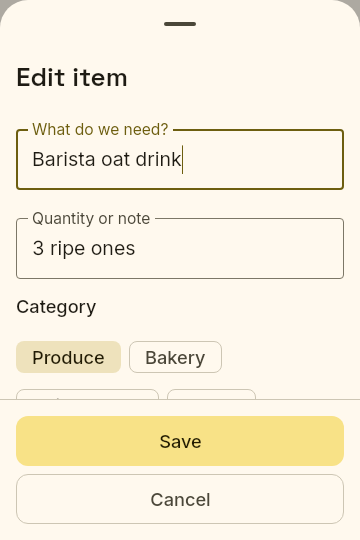 Edit item
What do we need?
Barista oat drink
Quantity or note
3 ripe ones
Category
Produce
Bakery
Save
Cancel